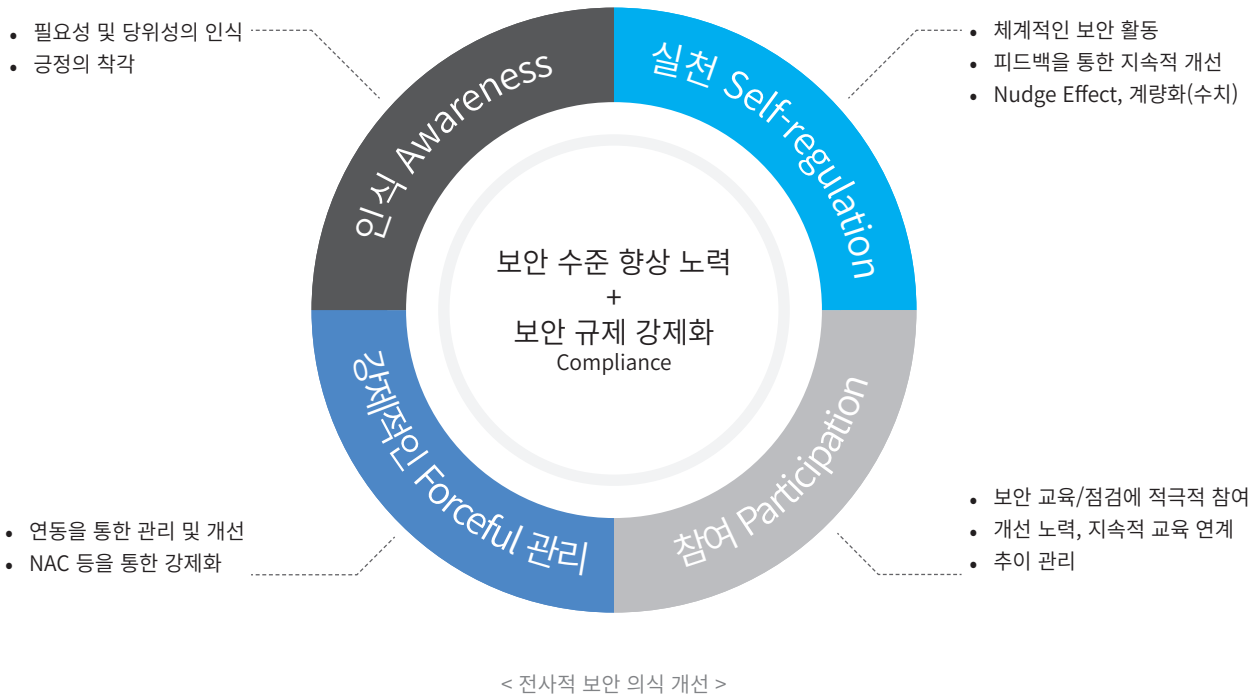 • 필요성 및 당위성의 인식
• 긍정의 착각
인식 Awareness
실천 Self-regulation
• 체계적인 보안 활동
• 피드백을 통한 지속적 개선
• Nudge Effect, 계량화(수치)
보안 수준 향상 노력
+
보안 규제 강제화
Compliance
강제적인 Forceful 관리
• 연동을 통한 관리 및 개선
• NAC 등을 통한 강제화
참여 Participation
• 보안 교육/점검에 적극적 참여
• 개선 노력, 지속적 교육 연계
• 추이 관리
< 전사적 보안 의식 개선 >